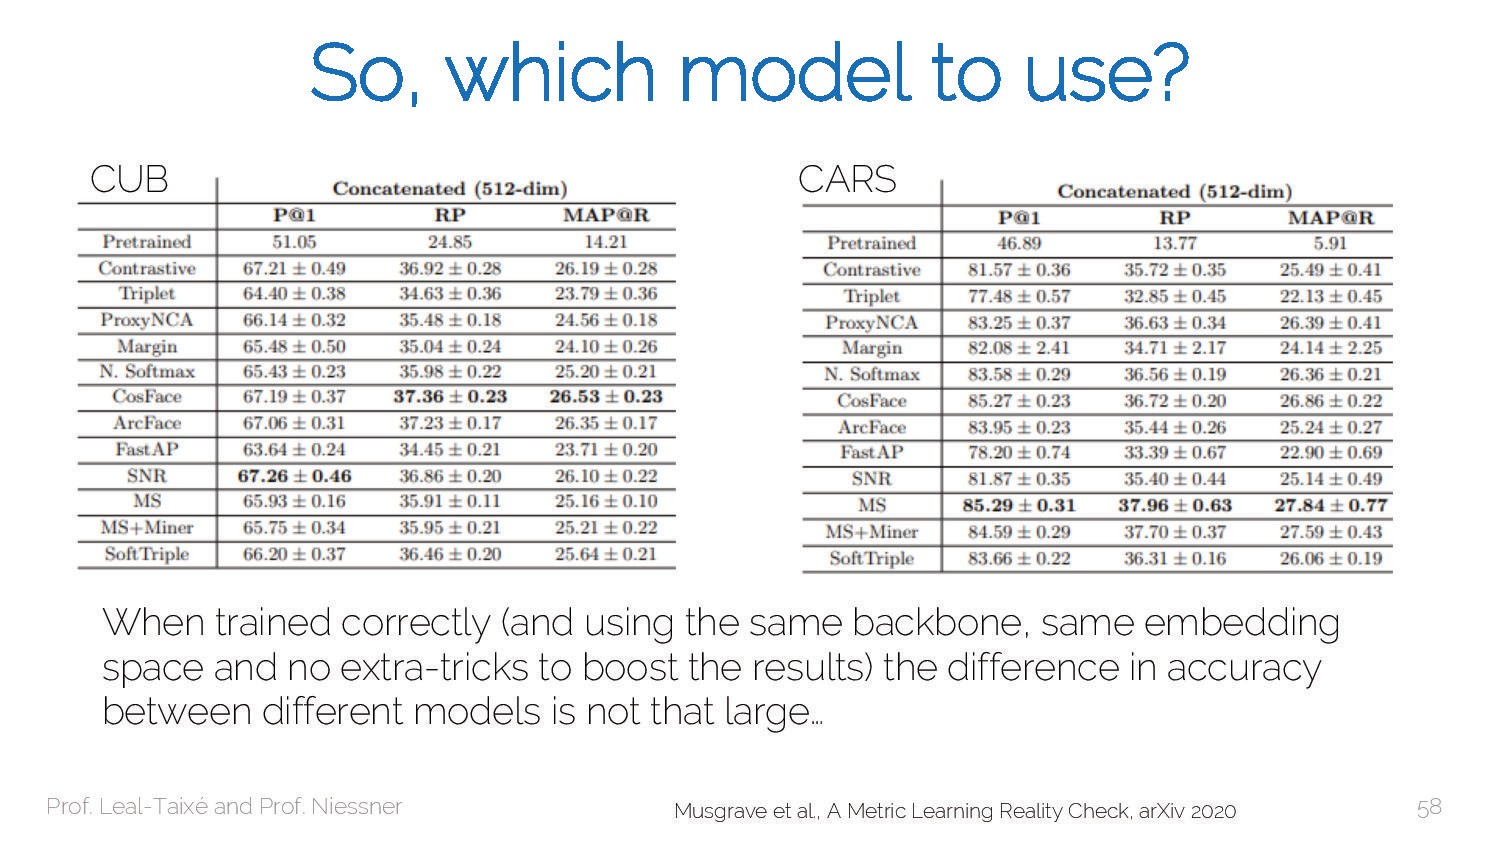 So, which model to use?
CUB
Concatenated (512-dim)
P@1 RP MAP@R
Pretrained 51.05 24.85 14.21
Contrastive 67.21 ± 0.49 36.92 ± 0.28 26.19 ± 0.28
Triplet 64.40 ± 0.38 34.63 ± 0.36 23.79 ± 0.36
ProxyNCA 66.14 ± 0.32 35.48 ± 0.18 24.56 ± 0.18
Margin 65.48 ± 0.50 35.04 ± 0.24 24.10 ± 0.26
N. Softmax 65.43 ± 0.23 35.98 ± 0.22 25.20 ± 0.21
CosFace 67.19 ± 0.37 37.36 ± 0.23 26.53 ± 0.23
ArcFace 67.06 ± 0.31 37.23 ± 0.17 26.35 ± 0.17
FastAP 63.64 ± 0.24 34.45 ± 0.21 23.71 ± 0.20
SNR 67.26 ± 0.46 36.86 ± 0.20 26.10 ± 0.22
MS 65.93 ± 0.16 35.91 ± 0.11 25.16 ± 0.10
MS+Miner 65.75 ± 0.34 35.95 ± 0.21 25.21 ± 0.22
SoftTriple 66.20 ± 0.37 36.46 ± 0.20 25.64 ± 0.21
CARS
Concatenated (512-dim)
P@1 RP MAP@R
Pretrained 46.89 13.77 5.91
Contrastive 81.57 ± 0.36 35.72 ± 0.35 25.49 ± 0.41
Triplet 77.48 ± 0.57 32.85 ± 0.45 22.13 ± 0.45
ProxyNCA 83.25 ± 0.37 36.63 ± 0.34 26.39 ± 0.41
Margin 82.08 ± 2.41 34.71 ± 2.17 24.14 ± 2.25
N. Softmax 83.58 ± 0.29 36.56 ± 0.19 26.36 ± 0.21
CosFace 85.27 ± 0.23 36.72 ± 0.20 26.86 ± 0.22
ArcFace 83.95 ± 0.23 35.44 ± 0.26 25.24 ± 0.27
FastAP 78.20 ± 0.74 33.39 ± 0.67 22.90 ± 0.69
SNR 81.87 ± 0.35 35.40 ± 0.44 25.14 ± 0.49
MS 85.29 ± 0.31 37.96 ± 0.63 27.84 ± 0.77
MS+Miner 84.59 ± 0.29 37.70 ± 0.37 27.59 ± 0.43
SoftTriple 83.66 ± 0.22 36.31 ± 0.16 26.06 ± 0.19
When trained correctly (and using the same backbone, same embedding
space and no extra-tricks to boost the results) the difference in accuracy
between different models is not that large…
Prof. Leal-Taixé and Prof. Niessner
Musgrave et al., A Metric Learning Reality Check, arXiv 2020
58